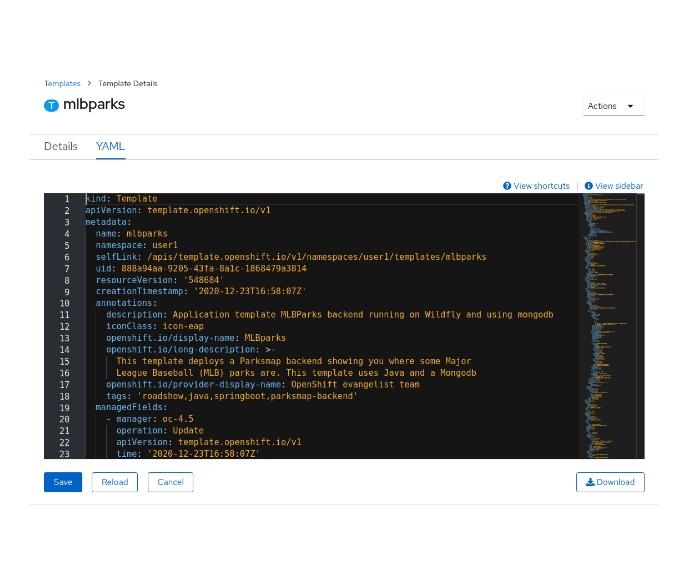 Templates > Template Details
T mlbparks
Actions
Details YAML
View shortcuts | View sidebar
1 kind: Template
2 apiVersion: template.openshift.io/v1
3 metadata:
4 name: mlbparks
5 namespace: user1
6 selfLink: /apis/template.openshift.io/v1/namespaces/user1/templates/mlbparks
7 uid: 888a94aa-9205-43fa-8a1c-1868479a3814
8 resourceVersion: '548684'
9 creationTimestamp: '2020-12-23T16:58:07Z'
10 annotations:
11 description: Application template MLBParks backend running on Wildfly and using mongodb
12 iconClass: icon-eap
13 openshift.io/display-name: MLBparks
14 openshift.io/long-description: >-
15 This template deploys a Parksmap backend showing you where some Major
16 League Baseball (MLB) parks are. This template uses Java and a Mongodb
17 openshift.io/provider-display-name: OpenShift evangelist team
18 tags: 'roadshow,java,springboot,parksmap-backend'
19 managedFields:
20 - manager: oc-4.5
21 operation: Update
22 apiVersion: template.openshift.io/v1
23 time: '2020-12-23T16:58:07Z'
Save Reload Cancel Download